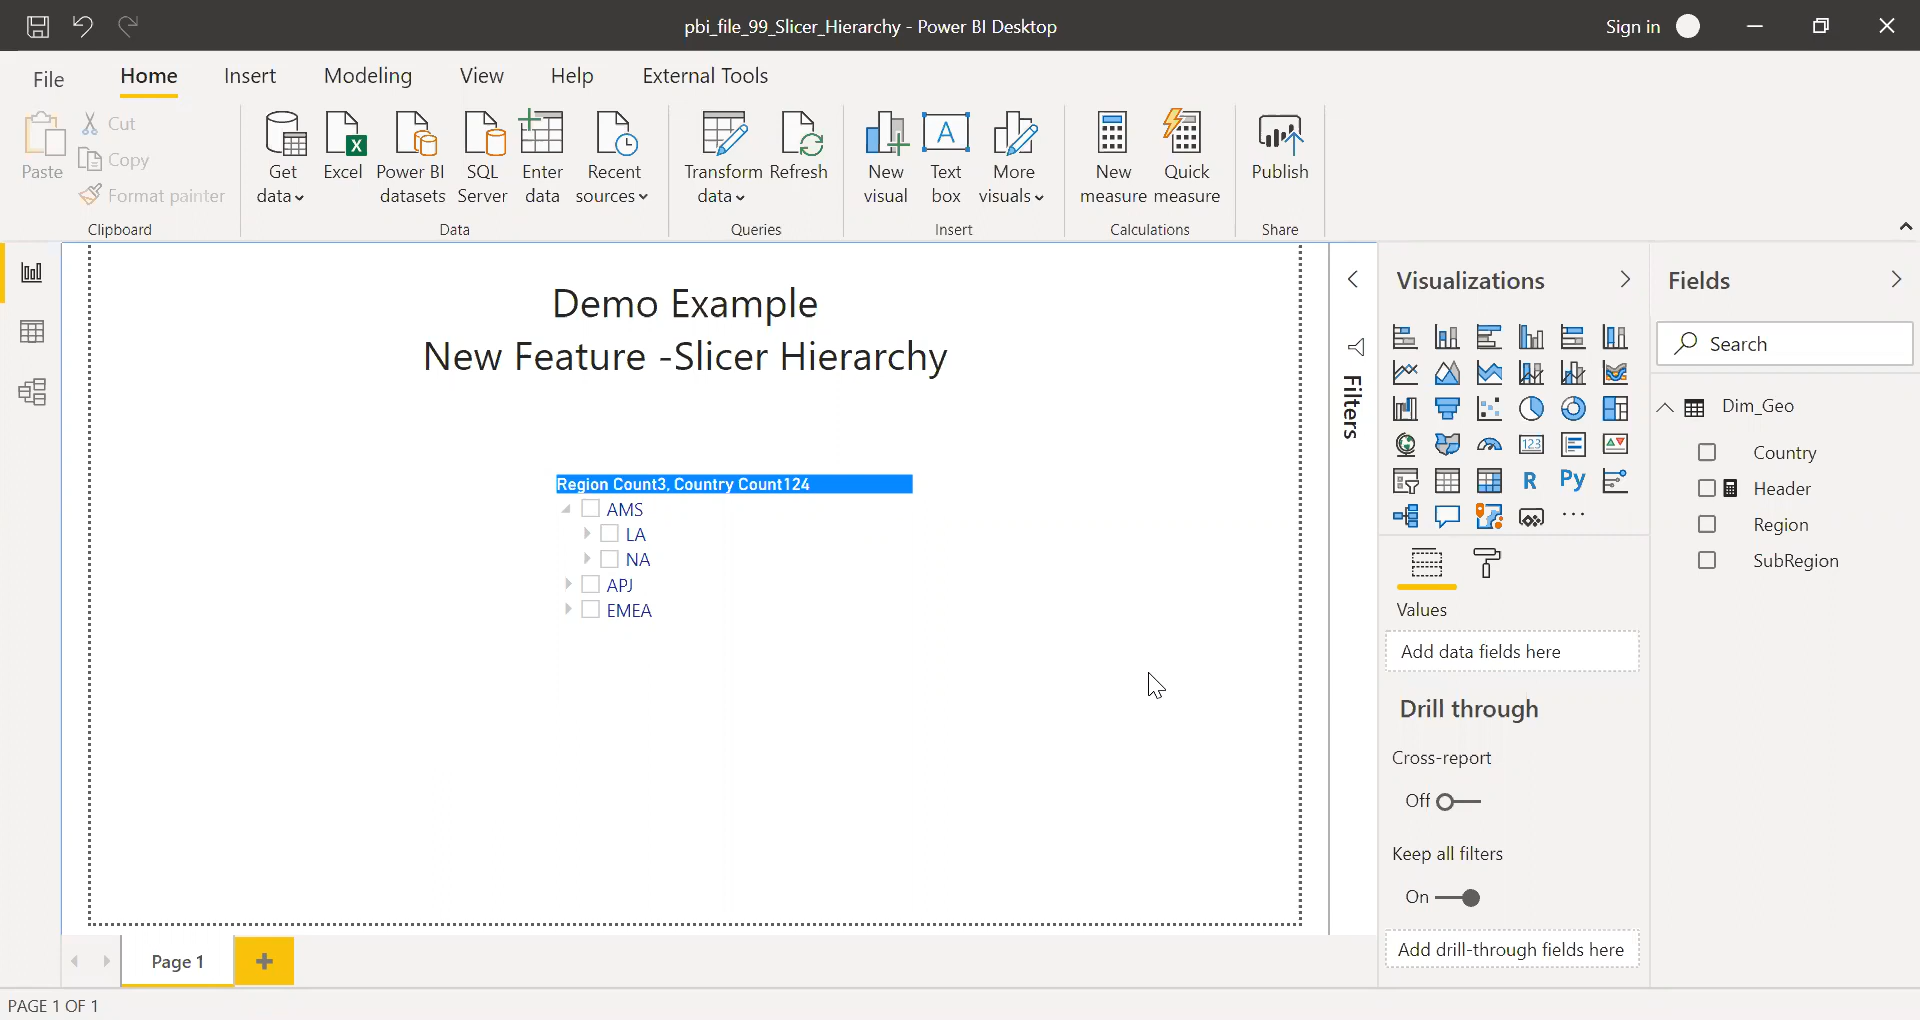 pbi_file_99_Slicer_Hierarchy - Power BI Desktop
Sign in
File
Home
Insert
Modeling
View
Help
External Tools
Paste
Cut
Copy
Format painter
Clipboard
Get
data
Excel
Power BI
datasets
SQL
Server
Enter
data
Recent
sources
Data
Transform
data
Refresh
Queries
New
visual
A
Text
box
More
visuals
Insert
New
measure
Quick
measure
Calculations
Publish
Share
Demo Example
New Feature -Slicer Hierarchy
Region Count3, Country Count124
AMS
LA
NA
APJ
EMEA
Filters
Visualizations
123
R
Py
...
Values
Add data fields here
Drill through
Cross-report
Off
Keep all filters
On
Add drill-through fields here
Fields
Search
Dim_Geo
Country
Header
Region
SubRegion
Page 1
PAGE 1 OF 1